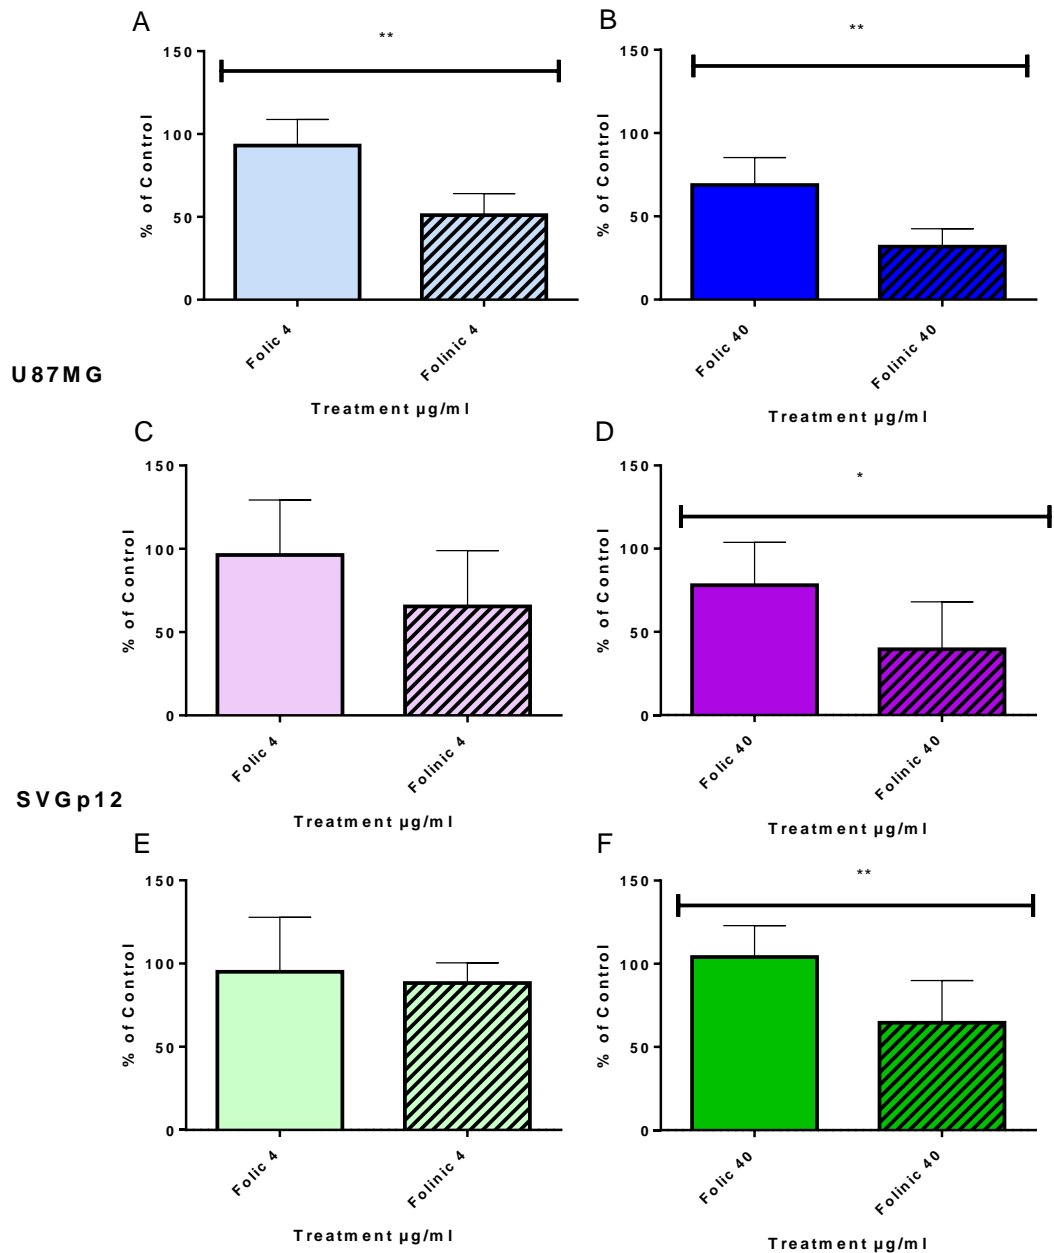 A
**
150
100
50
0
% of Control
Folic 4
Folinic 4
Treatment µg/ml
B
**
150
100
50
0
% of Control
Folic 40
Folinic 40
Treatment µg/ml
U87MG
C
150
100
50
0
% of Control
Folic 4
Folinic 4
Treatment µg/ml
D
*
150
100
50
0
% of Control
Folic 40
Folinic 40
Treatment µg/ml
SVGp12
E
150
100
50
0
% of Control
Folic 4
Folinic 4
Treatment µg/ml
F
**
150
100
50
0
% of Control
Folic 40
Folinic 40
Treatment µg/ml